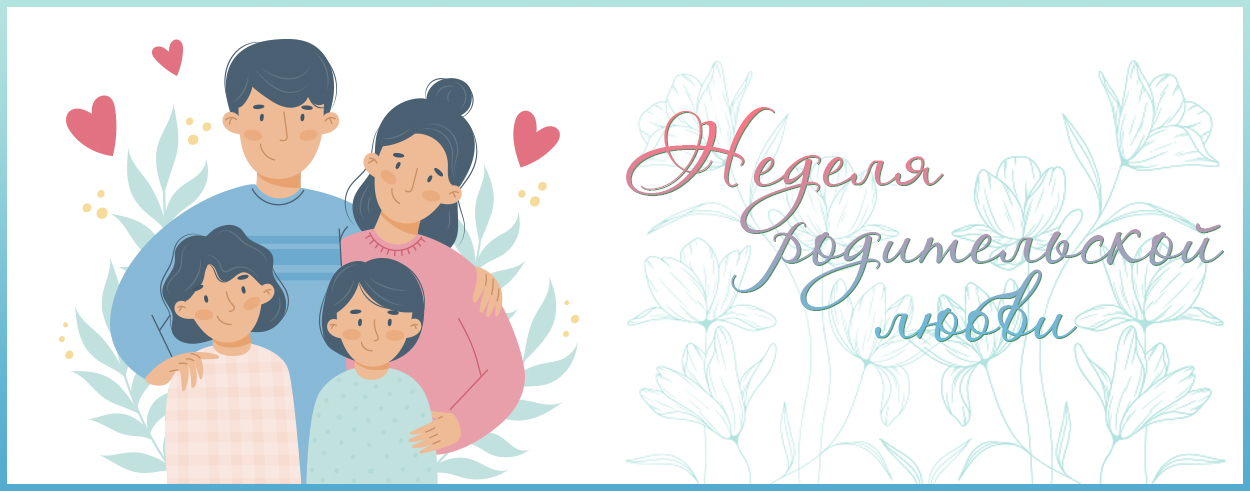 Неделя
родительской
любви